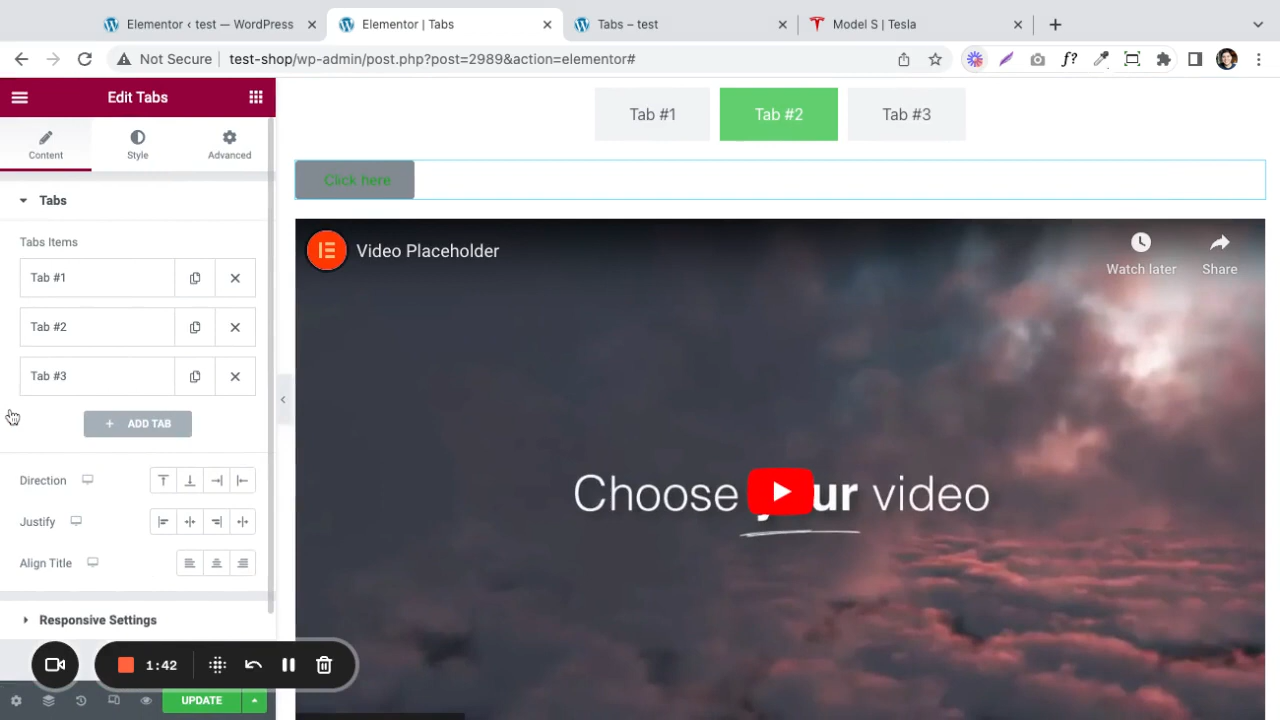 Elementor ‹ test — WordPress
Elementor | Tabs
Tabs – test
Model S | Tesla
Not Secure
test-shop/wp-admin/post.php?post=2989&action=elementor#
f?
Edit Tabs
Content
Style
Advanced
Tabs
Tabs Items
Tab #1
Tab #2
Tab #3
ADD TAB
Direction
Justify
Align Title
Responsive Settings
1:42
UPDATE
Tab #1
Tab #2
Tab #3
Click here
Video Placeholder
Watch later
Share
Choose your video